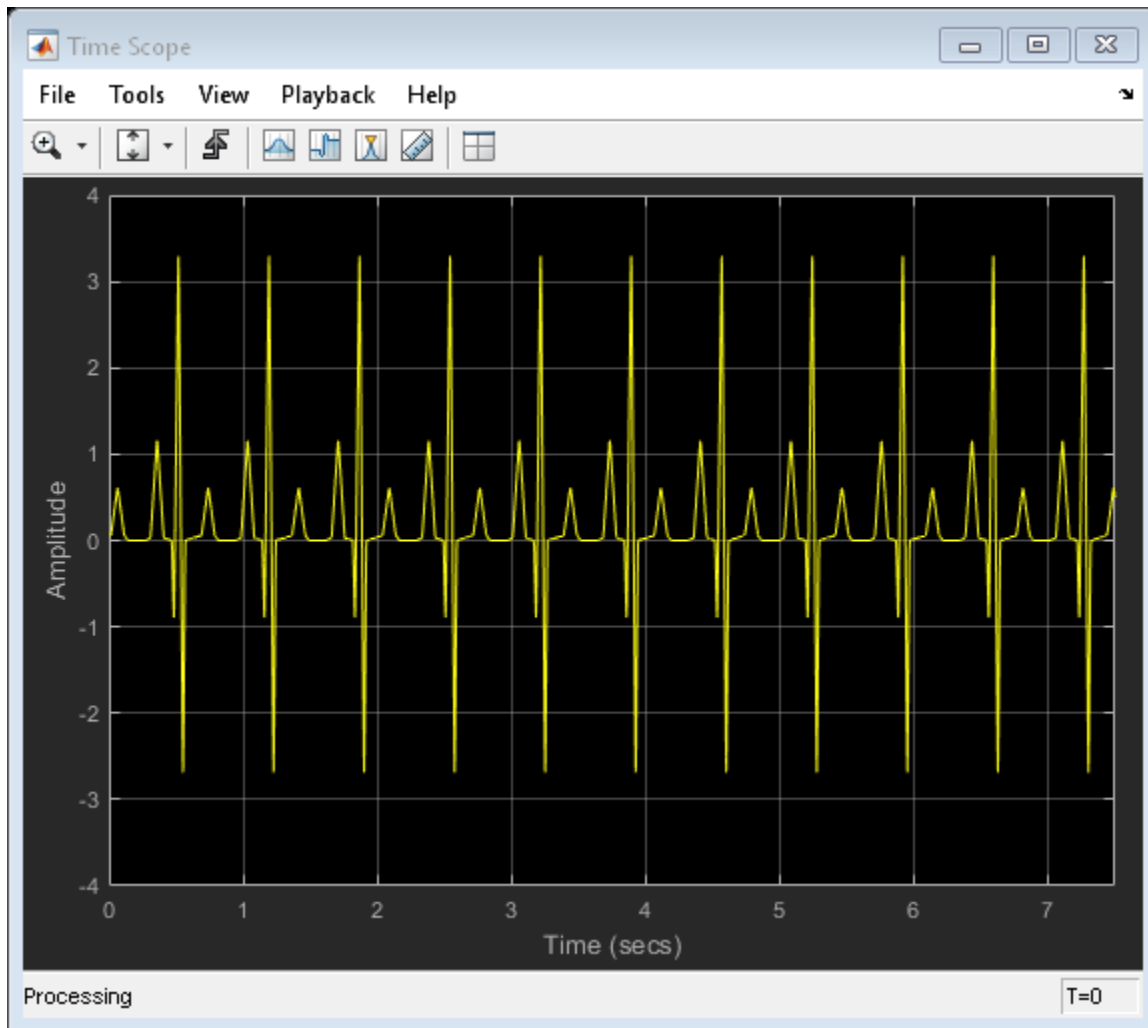 Time Scope
File Tools View Playback Help
4
3
2
1
0
-1
-2
-3
-4
Amplitude
0 1 2 3 4 5 6 7
Time (secs)
Processing T=0